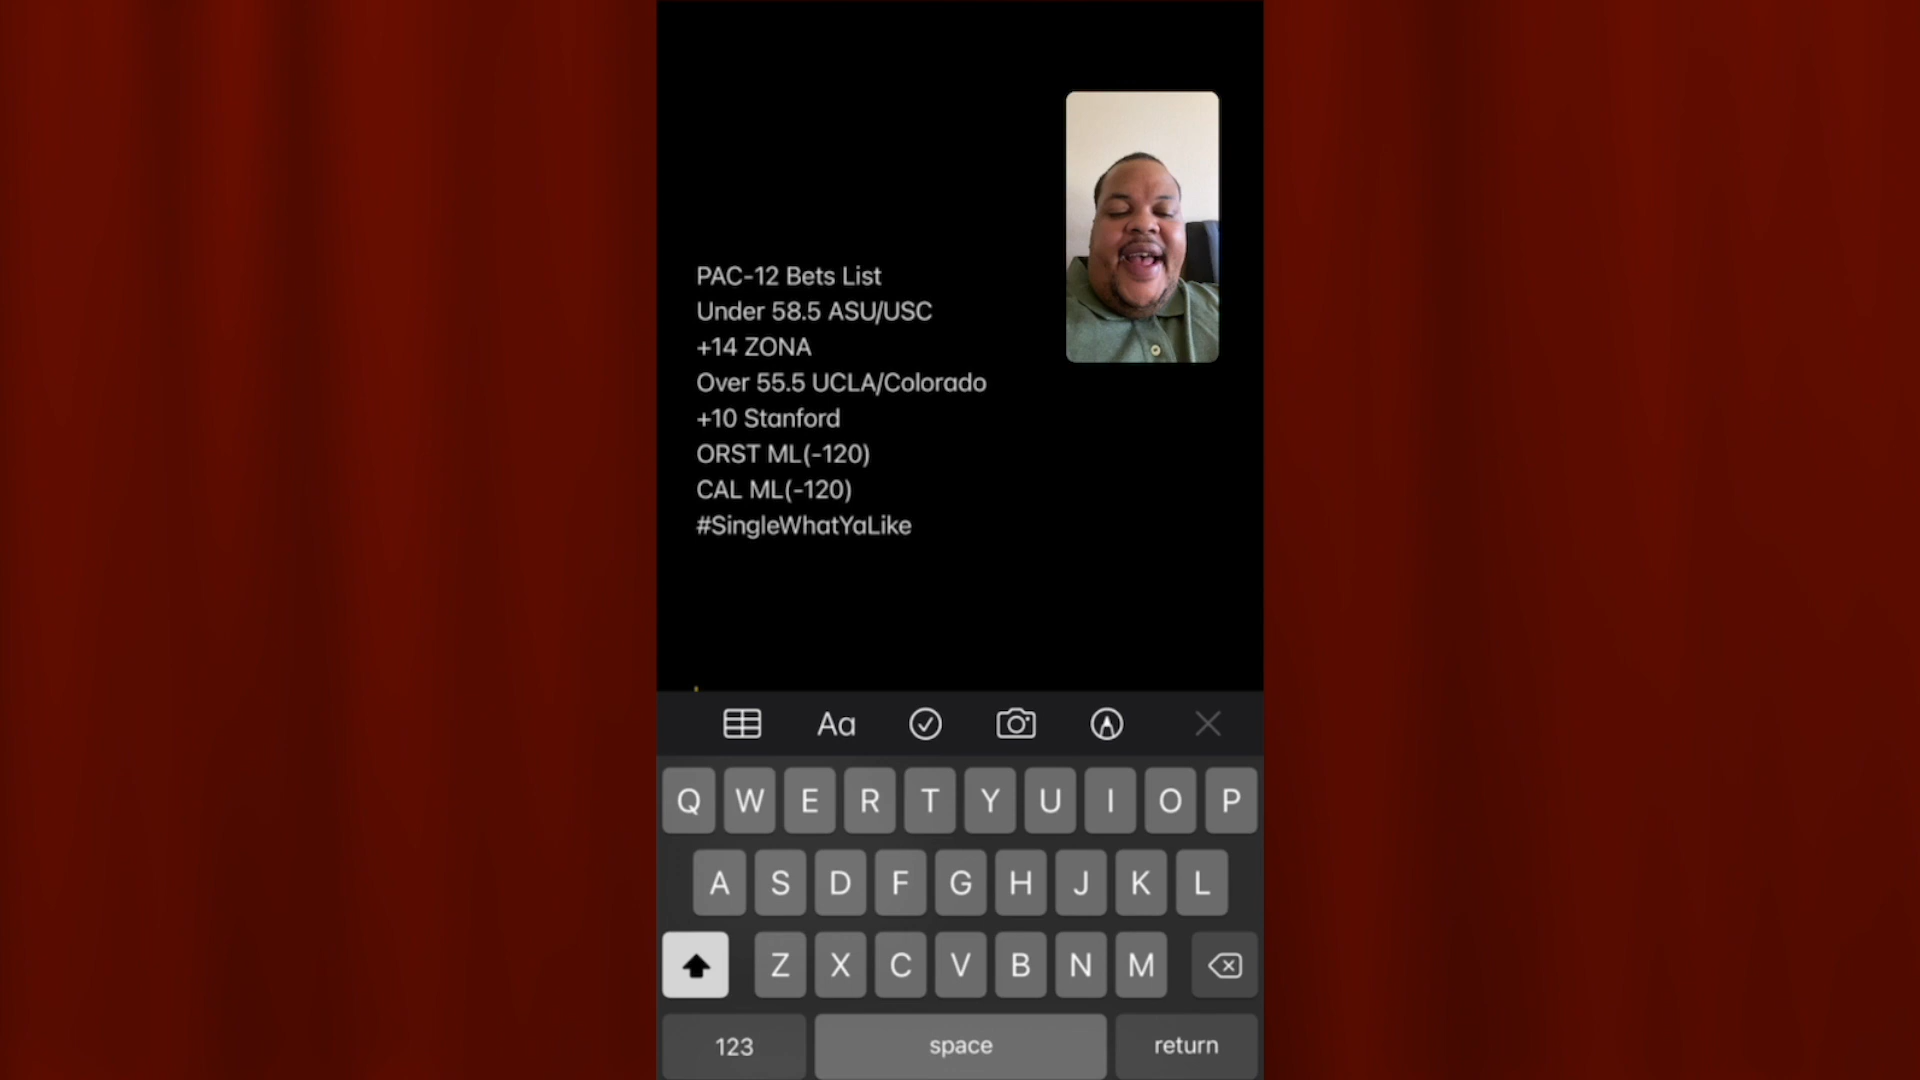 PAC-12 Bets List
Under 58.5 ASU/USC
+14 ZONA
Over 55.5 UCLA/Colorado
+10 Stanford
ORST ML(-120)
CAL ML(-120)
#SingleWhatYaLike
Aa
Q W E R T Y U I O P
A S D F G H J K L
Z X C V B N M
123 space return